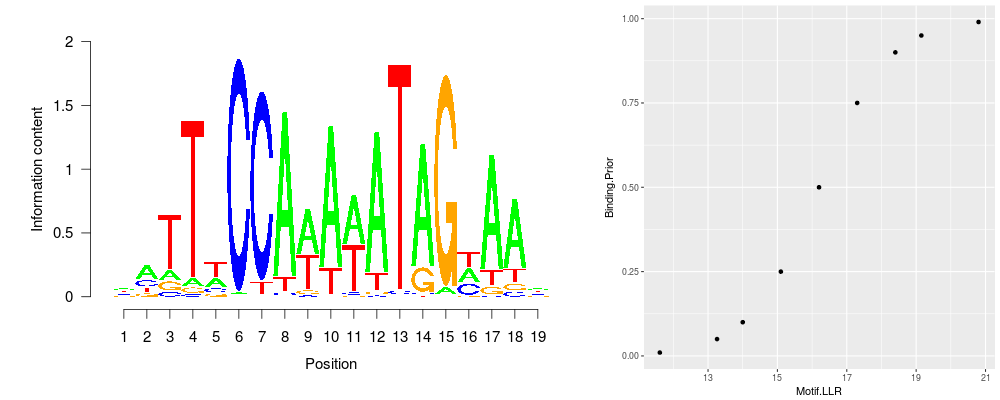 2
1.5
1
0.5
0
Information content
1 2 3 4 5 6 7 8 9 10 11 12 13 14 15 16 17 18 19
Position
T T T C C A A A A A T A G T A A
1.00
0.75
0.50
0.25
0.00
Binding.Prior
13 15 17 19 21
Motif.LLR